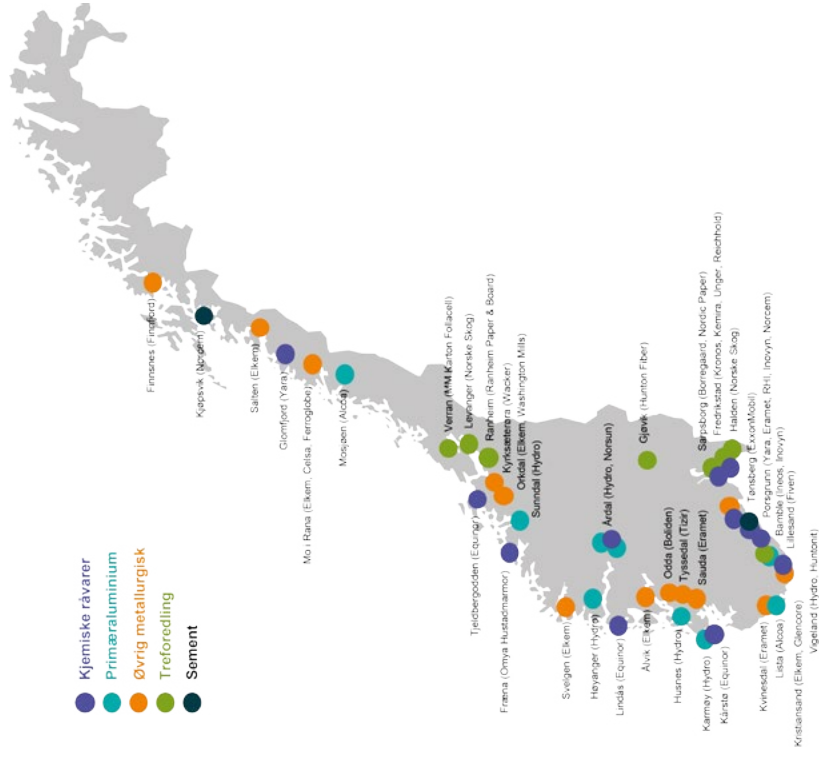 Kjemiske råvarer
Primæraluminium
Øvrig metallurgisk
Treforedling
Sement
Finnsnes (Finnfjord)
Kjøpsvik (Norcem)
Salten (Elkem)
Glomfjord (Yara)
Mo i Rana (Elkem, Celsa, Ferroglobe)
Mosjøen (Alcoa)
Verran (MM Karton Follacell)
Levanger (Norske Skog)
Ranheim (Ranheim Paper & Board)
Kyrksæterøra (Wacker)
Orkdal (Elkem, Washington Mills)
Sunndal (Hydro)
Tjeldbergodden (Equinor)
Fræna (Omya Hustadmarmor)
Årdal (Hydro, Norsun)
Svelgen (Elkem)
Høyanger (Hydro)
Lindås (Equinor)
Gjøvik (Hunton Fiber)
Ålvik (Elkem)
Odda (Boliden)
Tyssedal (Tizir)
Sauda (Eramet)
Husnes (Hydro)
Karmøy (Hydro)
Kårstø (Equinor)
Sarpsborg (Borregaard, Nordic Paper)
Fredrikstad (Kronos, Kemira, Unger, Reichhold)
Halden (Norske Skog)
Tønsberg (ExxonMobil)
Porsgrunn (Yara, Eramet, RHI, Inovyn, Norcem)
Bamble (Ineos, Inovyn)
Lillesand (Fiven)
Kvinesdal (Eramet)
Lista (Alcoa)
Kristiansand (Elkem, Glencore)
Vigeland (Hydro, Huntonit)